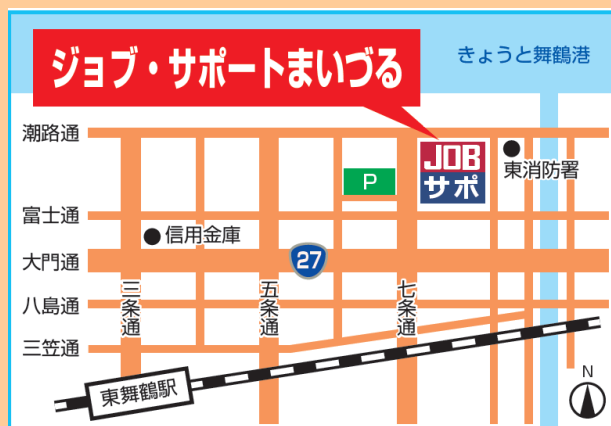 ジョブ・サポートまいづる
きょうと舞鶴港
潮路通
JOB
サポ
東消防署
P
富士通
信用金庫
大門通
27
三条通
五条通
七条通
八島通
三笠通
東舞鶴駅
N